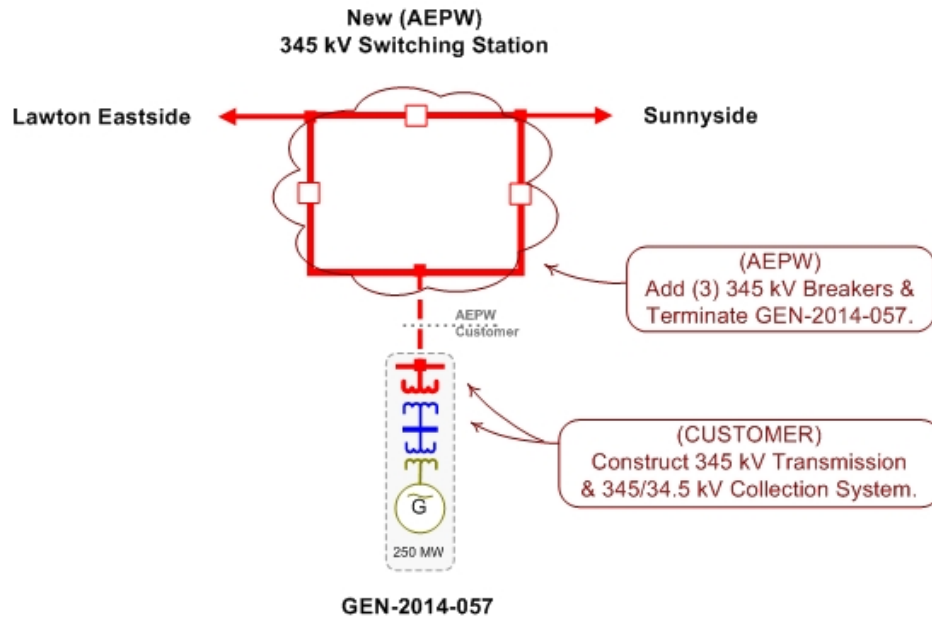 New (AEPW)
345 kV Switching Station
Lawton Eastside
Sunnyside
(AEPW)
Add (3) 345 kV Breakers &
Terminate GEN-2014-057.
AEPW
Customer
(CUSTOMER)
Construct 345 kV Transmission
& 345/34.5 kV Collection System.
G
250 MW
GEN-2014-057